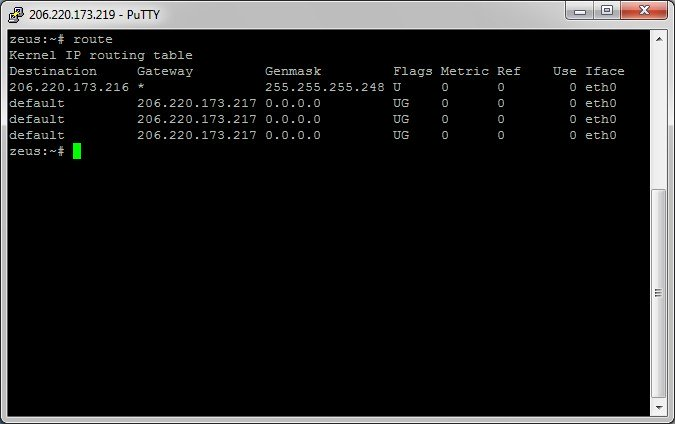 206.220.173.219 - PuTTY
zeus:~# route
Kernel IP routing table
Destination     Gateway         Genmask         Flags Metric Ref    Use Iface
206.220.173.216 *               255.255.255.248 U     0      0        0 eth0
default         206.220.173.217 0.0.0.0         UG    0      0        0 eth0
default         206.220.173.217 0.0.0.0         UG    0      0        0 eth0
default         206.220.173.217 0.0.0.0         UG    0      0        0 eth0
zeus:~#